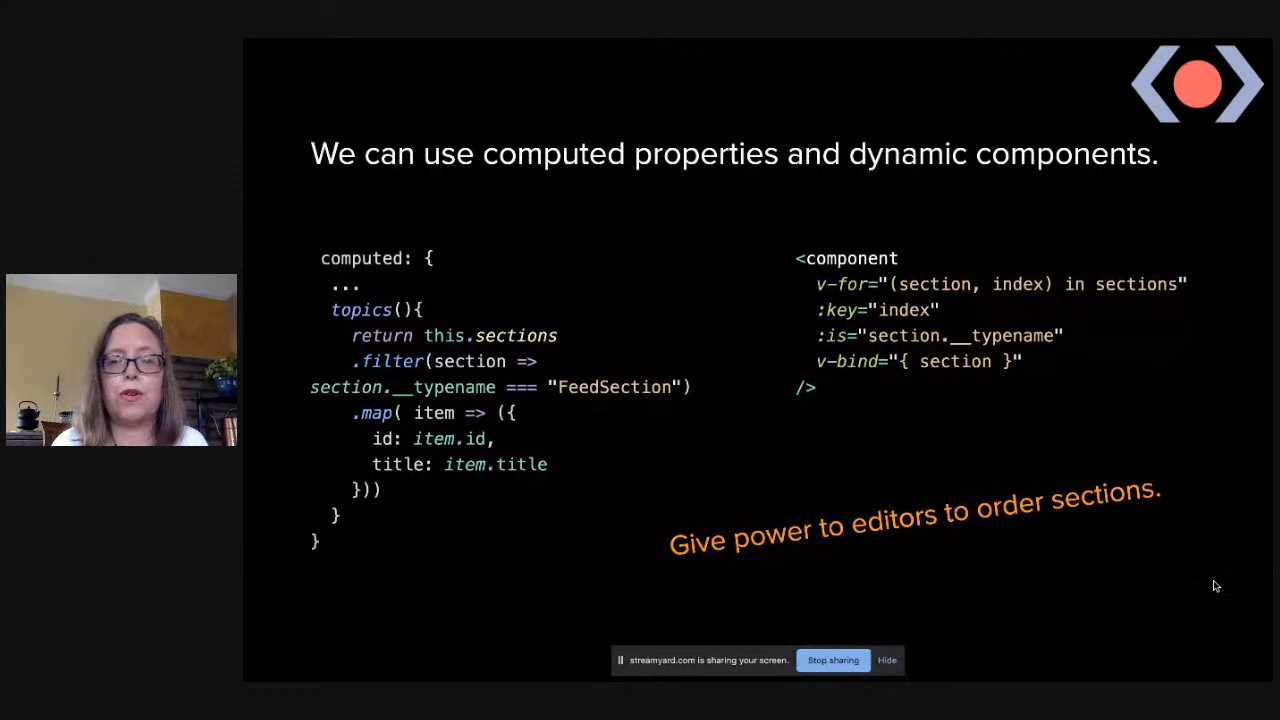 We can use computed properties and dynamic components.
computed: {
...
topics(){
return this.sections
.filter(section =>
section.__typename === "FeedSection")
.map( item => ({
id: item.id,
title: item.title
}))
}
}
<component
v-for="(section, index) in sections"
:key="index"
:is="section.__typename"
v-bind="{ section }"
/>
Give power to editors to order sections.
streamyard.com is sharing your screen.
Stop sharing
Hide